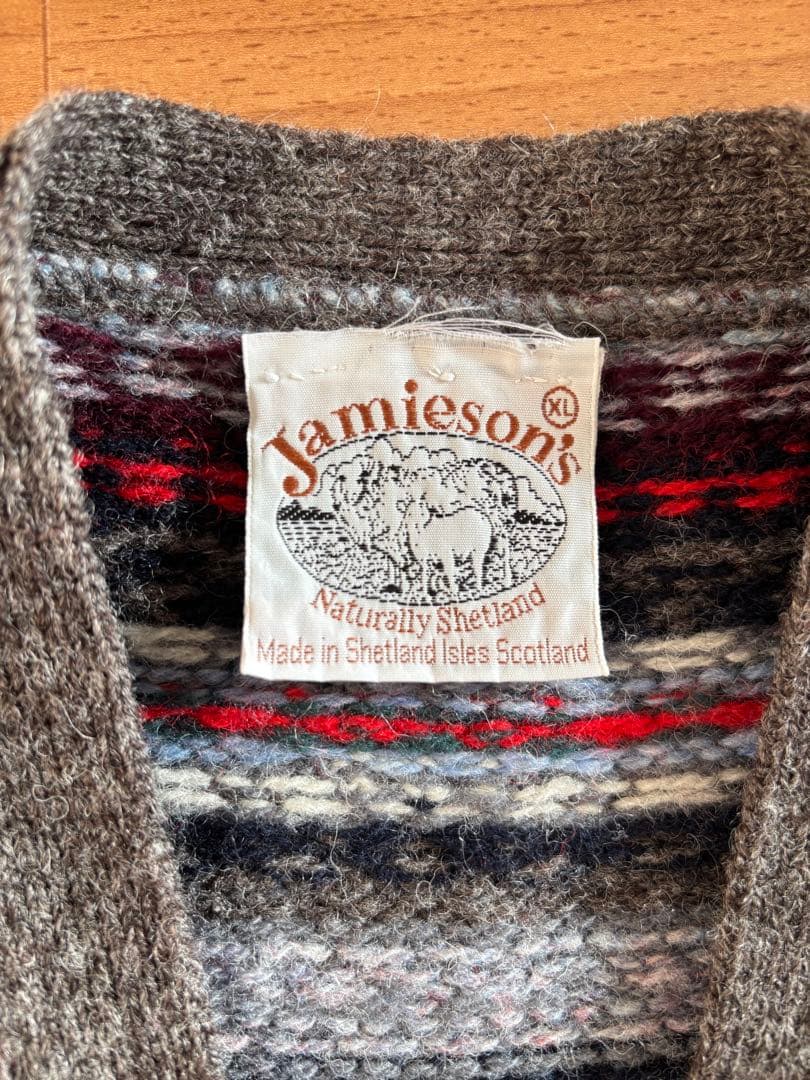 Jamieson's
XL
Naturally Shetland
Made in Shetland Isles Scotland